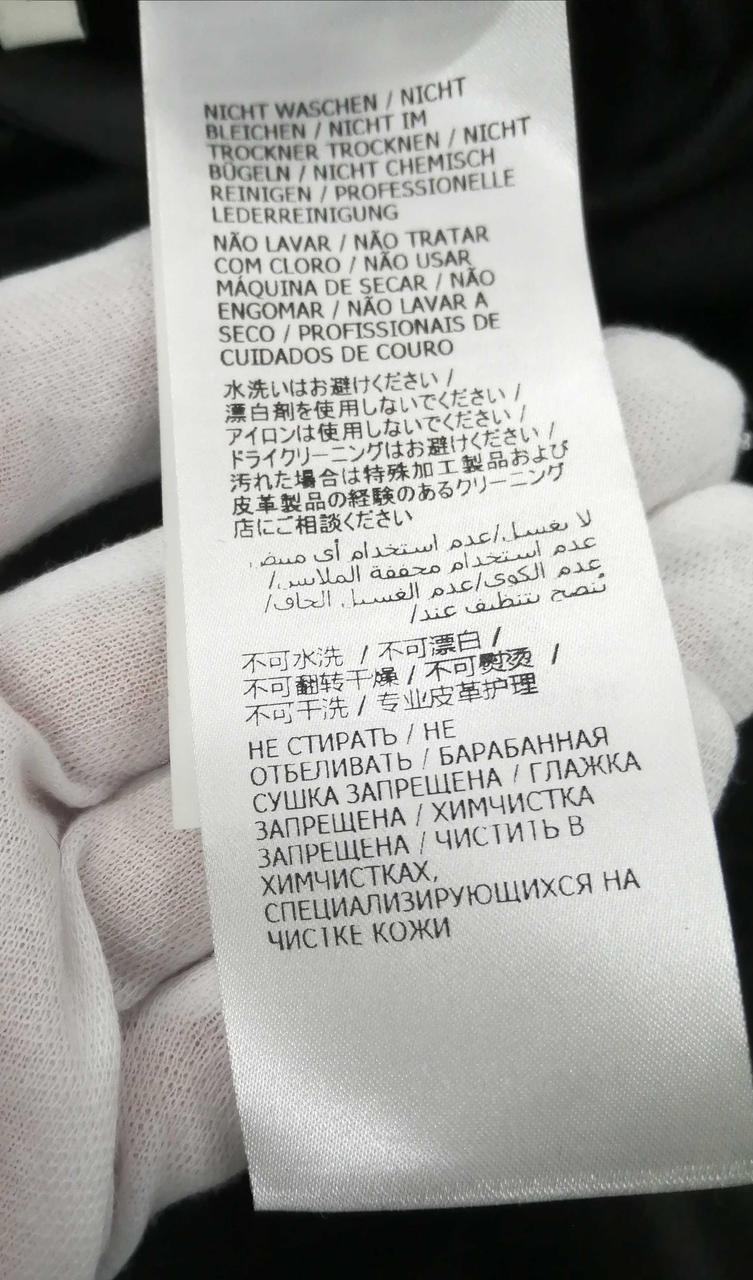 NICHT WASCHEN / NICHT
BLEICHEN / NICHT IM
TROCKNER TROCKNEN / NICHT
BÜGELN / NICHT CHEMISCH
REINIGEN / PROFESSIONELLE
LEDERREINIGUNG
NÃO LAVAR / NÃO TRATAR
COM CLORO / NÃO USAR
MÁQUINA DE SECAR / NÃO
ENGOMAR / NÃO LAVAR A
SECO / PROFISSIONAIS DE
CUIDADOS DE COURO
水洗いはお避けください /
漂白剤を使用しないでください /
アイロンは使用しないでください /
ドライクリーニングはお避けください /
汚れた場合は特殊加工製品および
皮革製品の経験のあるクリーニング
店にご相談ください
لا يغسل/عدم استخدام أى مبيض
عدم استخدام مجففة الملابس/
عدم الكوى/عدم الغسيل الجاف/
يُنصح بتنظيف عند/
不可水洗 / 不可漂白 /
不可翻转干燥 / 不可熨烫 /
不可干洗 / 专业皮革护理
НЕ СТИРАТЬ / НЕ
ОТБЕЛИВАТЬ / БАРАБАННАЯ
СУШКА ЗАПРЕЩЕНА / ГЛАЖКА
ЗАПРЕЩЕНА / ХИМЧИСТКА
ЗАПРЕЩЕНА / ЧИСТИТЬ В
ХИМЧИСТКАХ,
СПЕЦИАЛИЗИРУЮЩИХСЯ НА
ЧИСТКЕ КОЖИ